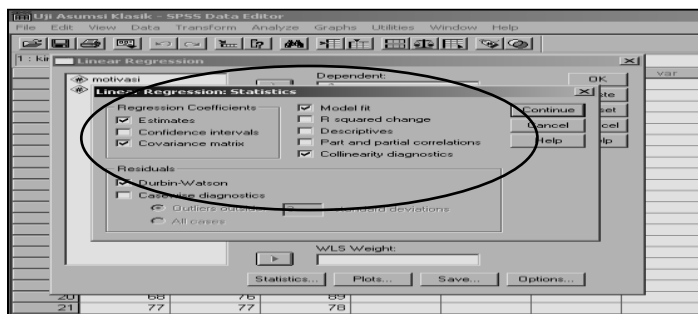 Uji Asumsi Klasik - SPSS Data Editor
File Edit View Data Transform Analyze Graphs Utilities Window Help
1 :
Linear Regression
motivasi
Dependent:
OK
var
Linear Regression: Statistics
Regression Coefficients
Estimates
Confidence intervals
Covariance matrix
Model fit
R squared change
Descriptives
Part and partial correlations
Collinearity diagnostics
Continue
Cancel
Help
Residuals
Durbin-Watson
Casewise diagnostics
Outliers outside standard deviations
All cases
WLS Weight:
Statistics... Plots... Save... Options...
20 68 76 89
21 77 77 78